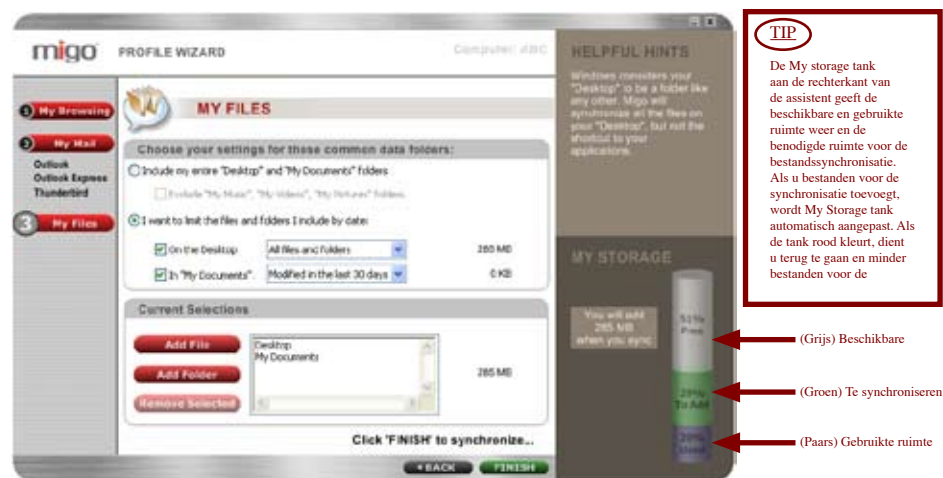 migo
PROFILE WIZARD
Computer: ABC
1 My Browsing
2 My Mail
Outlook
Outlook Express
Thunderbird
3 My Files
MY FILES
Choose your settings for these common data folders:
Include my entire "Desktop" and "My Documents" folders
Exclude "My Music", "My Videos", "My Pictures" folders.
I want to limit the files and folders I include by date:
On the Desktop
All files and folders
280 MB
In "My Documents".
Modified in the last 30 days
0 KB
Current Selections
Add File
Add Folder
Remove Selected
Desktop
My Documents
285 MB
Click 'FINISH' to synchronize...
BACK
FINISH
HELPFUL HINTS
Windows considers your
"Desktop" to be a folder like
any other. Migo will
synchronize all the files on
your "Desktop", but not the
shortcut to your
applications.
MY STORAGE
You will add
285 MB
when you sync.
51%
Free
To Add
TIP
De My storage tank
aan de rechterkant van
de assistent geeft de
beschikbare en gebruikte
ruimte weer en de
benodigde ruimte voor de
bestandssynchronisatie.
Als u bestanden voor de
synchronisatie toevoegt,
wordt My Storage tank
automatisch aangepast. Als
de tank rood kleurt, dient
u terug te gaan en minder
bestanden voor de
(Grijs) Beschikbare
(Groen) Te synchroniseren
(Paars) Gebruikte ruimte